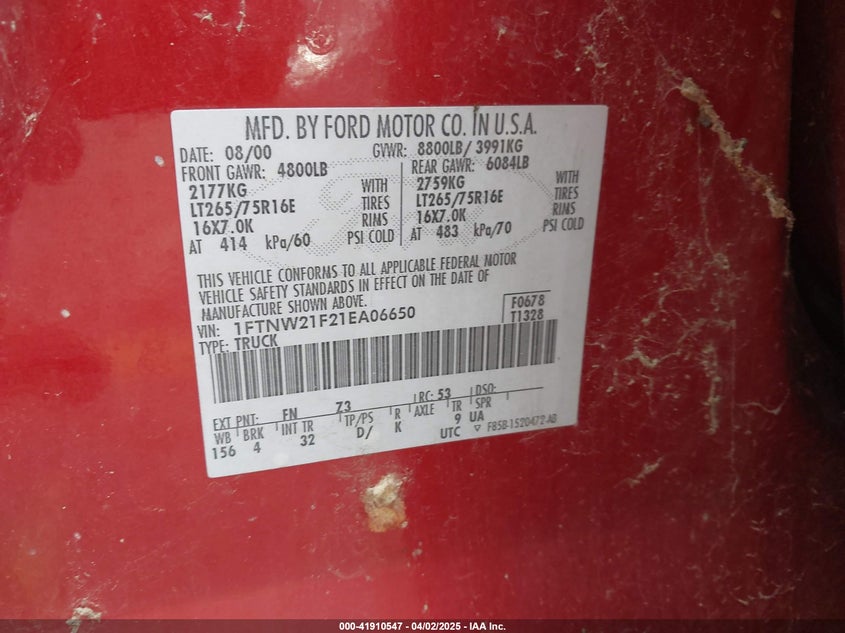 MFD. BY FORD MOTOR CO. IN U.S.A.
DATE: 08/00 GVWR: 8800LB/ 3991KG
FRONT GAWR: 4800LB REAR GAWR: 6084LB
2177KG WITH 2759KG WITH
LT265/75R16E TIRES LT265/75R16E TIRES
16X7.0K RIMS 16X7.0K RIMS
AT 414 kPa/60 PSI COLD AT 483 kPa/70 PSI COLD
THIS VEHICLE CONFORMS TO ALL APPLICABLE FEDERAL MOTOR
VEHICLE SAFETY STANDARDS IN EFFECT ON THE DATE OF
MANUFACTURE SHOWN ABOVE.
F0678
VIN: 1FTNW21F21EA06650 T1328
TYPE: TRUCK
EXT PNT: FN Z3 RC: 53 DSO:
WB BRK INT TR TP/PS R AXLE TR SPR
156 4 32 D/ K 9 UA
UTC ▽ F85B-1520472-AB
000-41910547 - 04/02/2025 - IAA Inc.